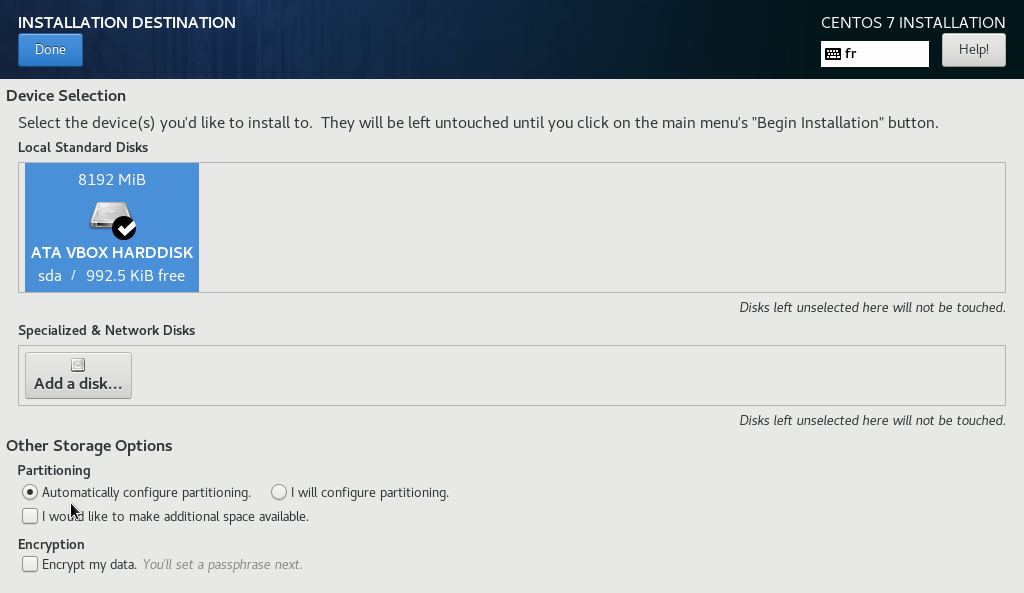 INSTALLATION DESTINATION
CENTOS 7 INSTALLATION
Done
fr
Help!
Device Selection
Select the device(s) you'd like to install to.  They will be left untouched until you click on the main menu's "Begin Installation" button.
Local Standard Disks
8192 MiB
ATA VBOX HARDDISK
sda / 992.5 KiB free
Disks left unselected here will not be touched.
Specialized & Network Disks
Add a disk...
Disks left unselected here will not be touched.
Other Storage Options
Partitioning
Automatically configure partitioning. I will configure partitioning.
I would like to make additional space available.
Encryption
Encrypt my data. You'll set a passphrase next.